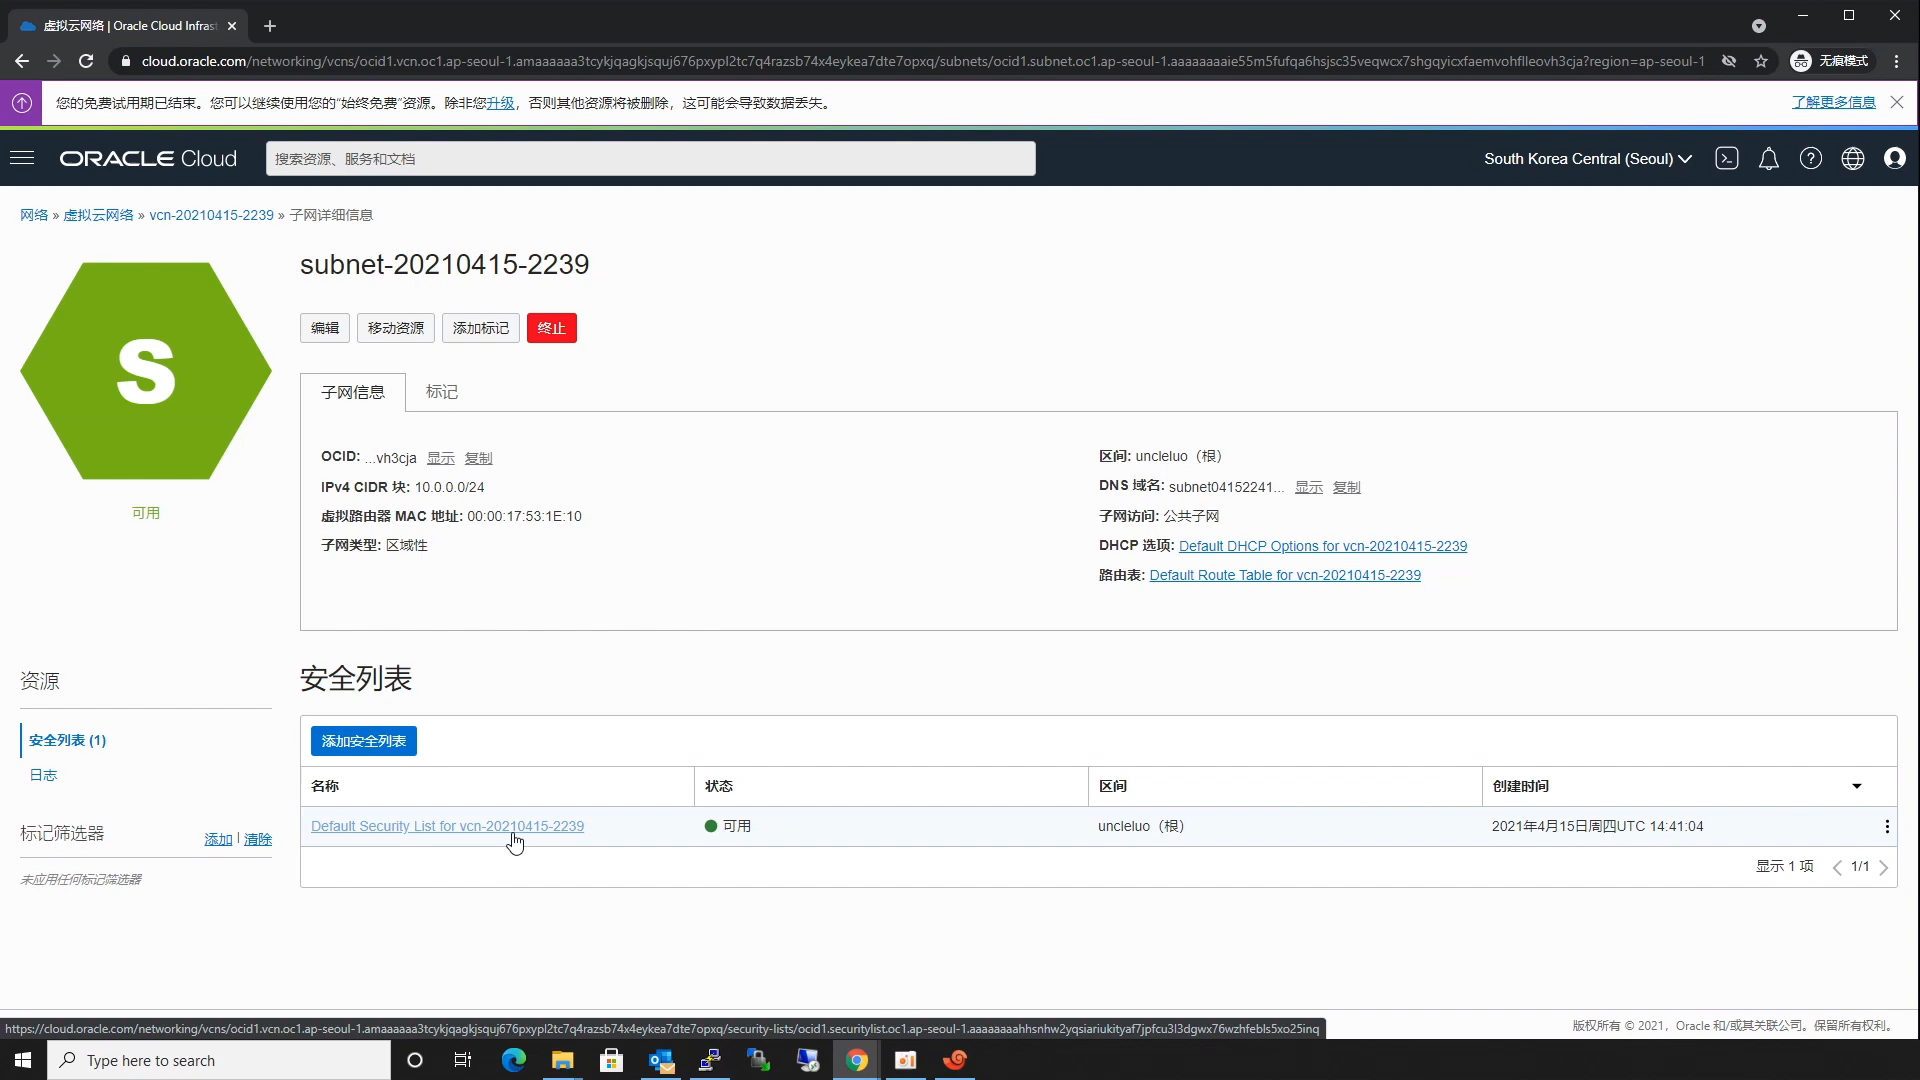 虚拟云网络 | Oracle Cloud Infras
cloud.oracle.com/networking/vcns/ocid1.vcn.oc1.ap-seoul-1.amaaaaaa3tcykjqagkjsquj676pxypl2tc7q4razsb74x4eykea7dte7opxq/subnets/ocid1.subnet.oc1.ap-seoul-1.aaaaaaaaie55m5fufqa6hsjsc35veqwcx7shgqyicxfaemvohflleovh3cja?region=ap-seoul-1
无痕模式
您的免费试用期已结束。您可以继续使用您的“始终免费”资源。除非您升级，否则其他资源将被删除，这可能会导致数据丢失。
了解更多信息
ORACLE Cloud
搜索资源、服务和文档
South Korea Central (Seoul)
网络 » 虚拟云网络 » vcn-20210415-2239 » 子网详细信息
S
可用
subnet-20210415-2239
编辑
移动资源
添加标记
终止
子网信息
标记
OCID: ...vh3cja 显示 复制
IPv4 CIDR 块: 10.0.0.0/24
虚拟路由器 MAC 地址: 00:00:17:53:1E:10
子网类型: 区域性
区间: uncleluo（根）
DNS 域名: subnet04152241... 显示 复制
子网访问: 公共子网
DHCP 选项: Default DHCP Options for vcn-20210415-2239
路由表: Default Route Table for vcn-20210415-2239
资源
安全列表 (1)
日志
标记筛选器
添加 | 清除
未应用任何标记筛选器
安全列表
添加安全列表
名称 状态 区间 创建时间
Default Security List for vcn-20210415-2239 可用 uncleluo（根） 2021年4月15日周四UTC 14:41:04
显示 1 项 1/1
https://cloud.oracle.com/networking/vcns/ocid1.vcn.oc1.ap-seoul-1.amaaaaaa3tcykjqagkjsquj676pxypl2tc7q4razsb74x4eykea7dte7opxq/security-lists/ocid1.securitylist.oc1.ap-seoul-1.aaaaaaaahhsnhw2yqsiariukityaf7jpfcu3l3dgwx76wzhfebls5xo25inq
版权所有 © 2021，Oracle 和/或其关联公司。保留所有权利。
Type here to search